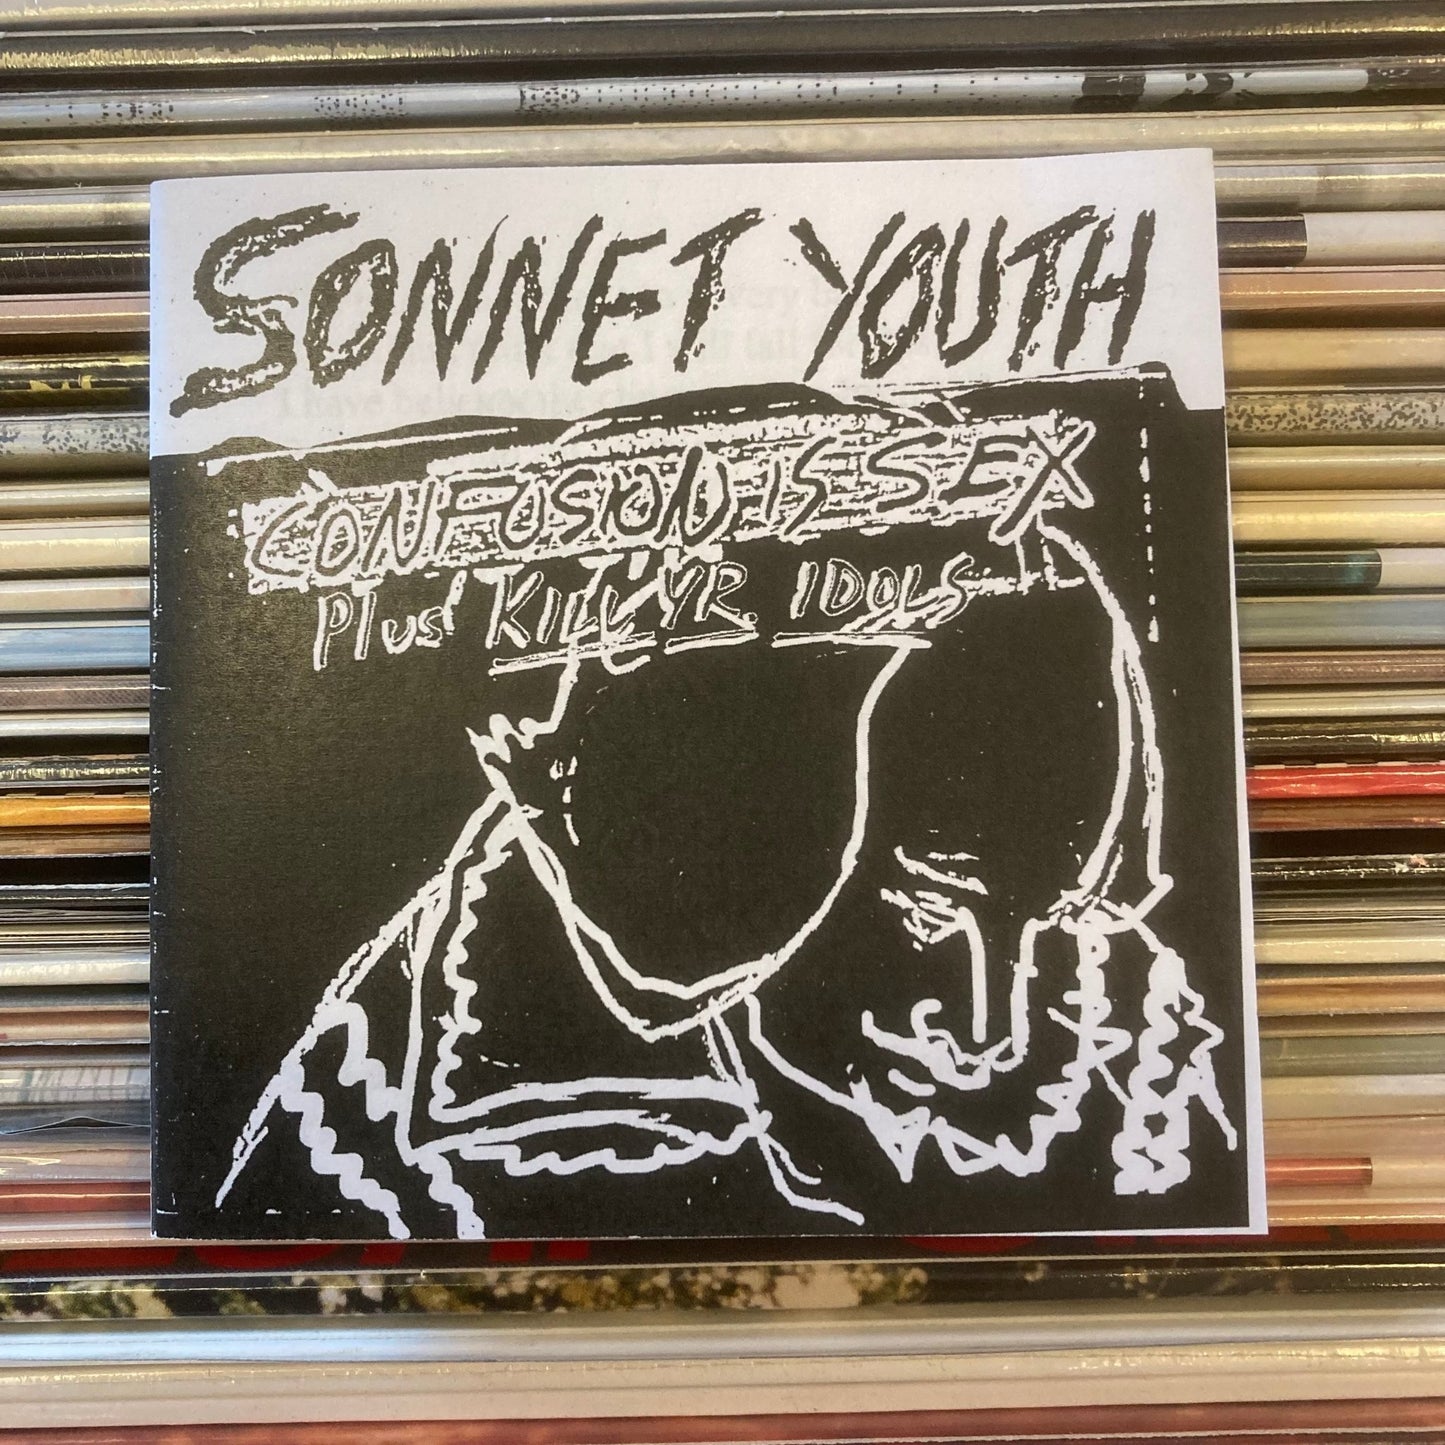 SONNET YOUTH
CONFUSION IS SEX
Plus KILL YR. IDOLS